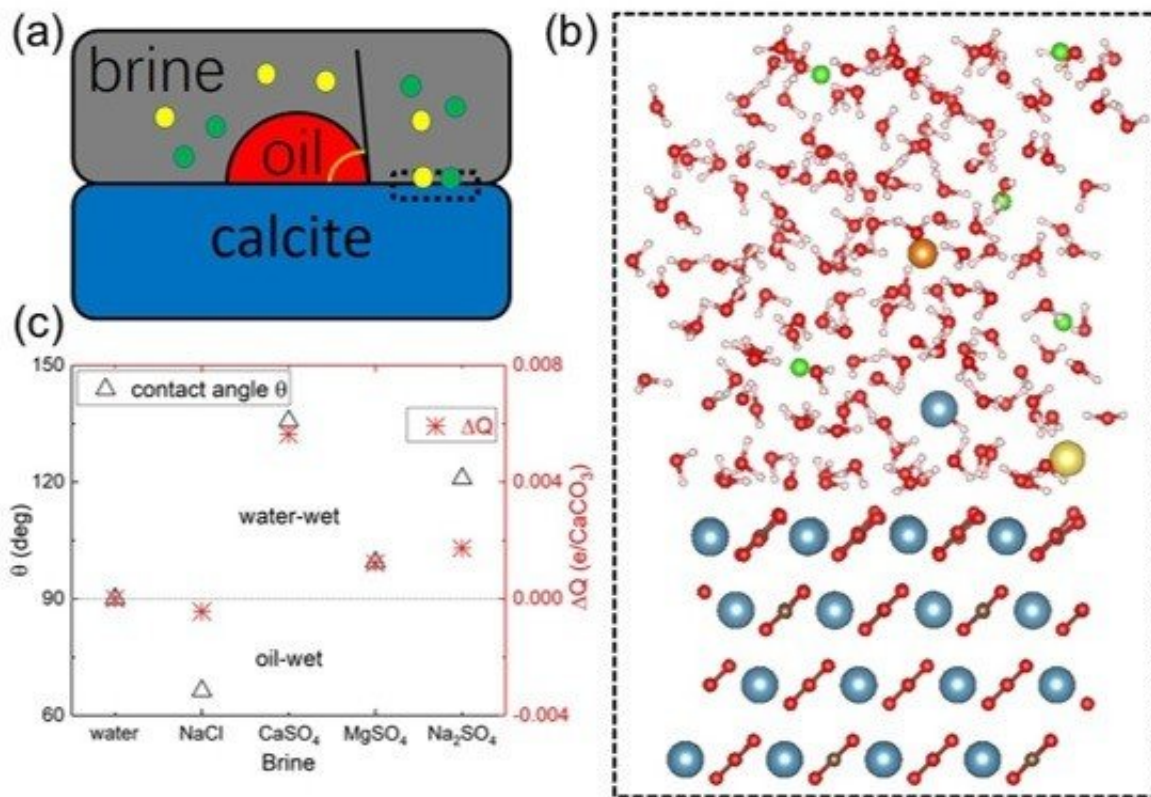 (a)
brine
oil
calcite
(b)
(c)
150
120
90
60
θ (deg)
contact angle θ
ΔQ
water-wet
oil-wet
0.008
0.004
0.000
-0.004
ΔQ (e/CaCO₃)
water NaCl CaSO₄ MgSO₄ Na₂SO₄
Brine